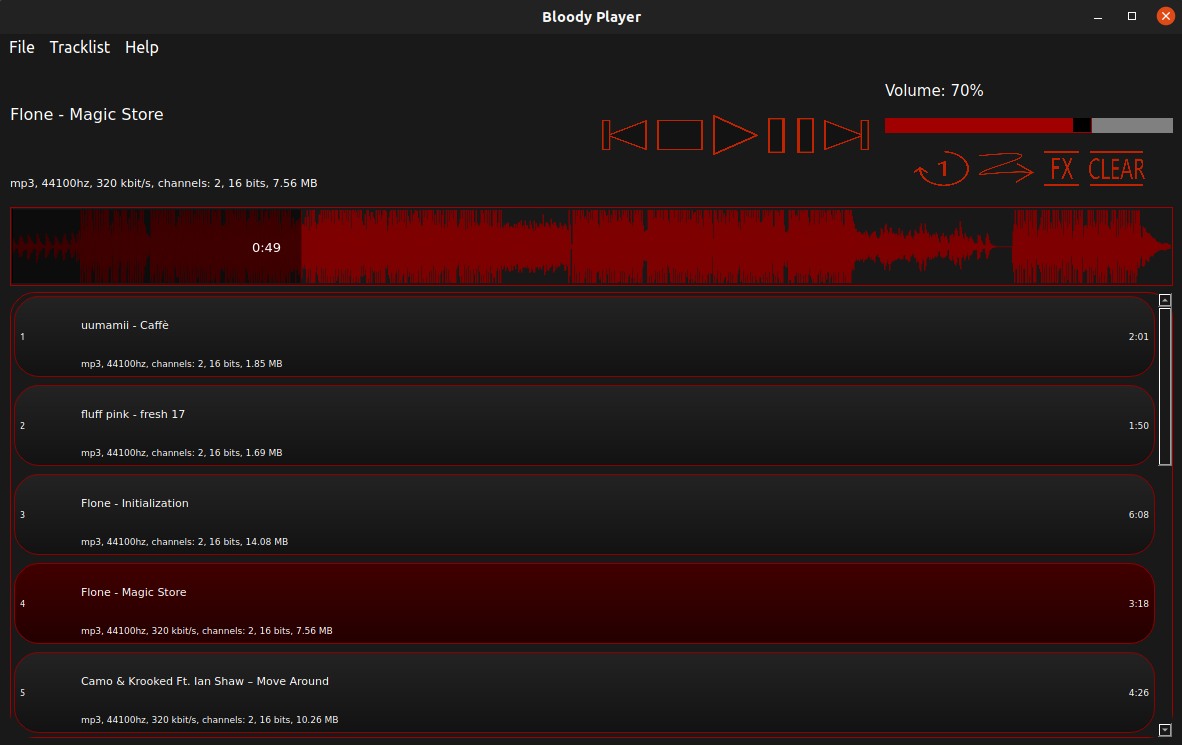 Bloody Player
File Tracklist Help
Volume: 70%
Flone - Magic Store
1 FX CLEAR
mp3, 44100hz, 320 kbit/s, channels: 2, 16 bits, 7.56 MB
0:49
uumamii - Caffè
1 2:01
mp3, 44100hz, channels: 2, 16 bits, 1.85 MB
fluff pink - fresh 17
2 1:50
mp3, 44100hz, channels: 2, 16 bits, 1.69 MB
Flone - Initialization
3 6:08
mp3, 44100hz, channels: 2, 16 bits, 14.08 MB
Flone - Magic Store
4 3:18
mp3, 44100hz, 320 kbit/s, channels: 2, 16 bits, 7.56 MB
Camo & Krooked Ft. Ian Shaw – Move Around
5 4:26
mp3, 44100hz, 320 kbit/s, channels: 2, 16 bits, 10.26 MB